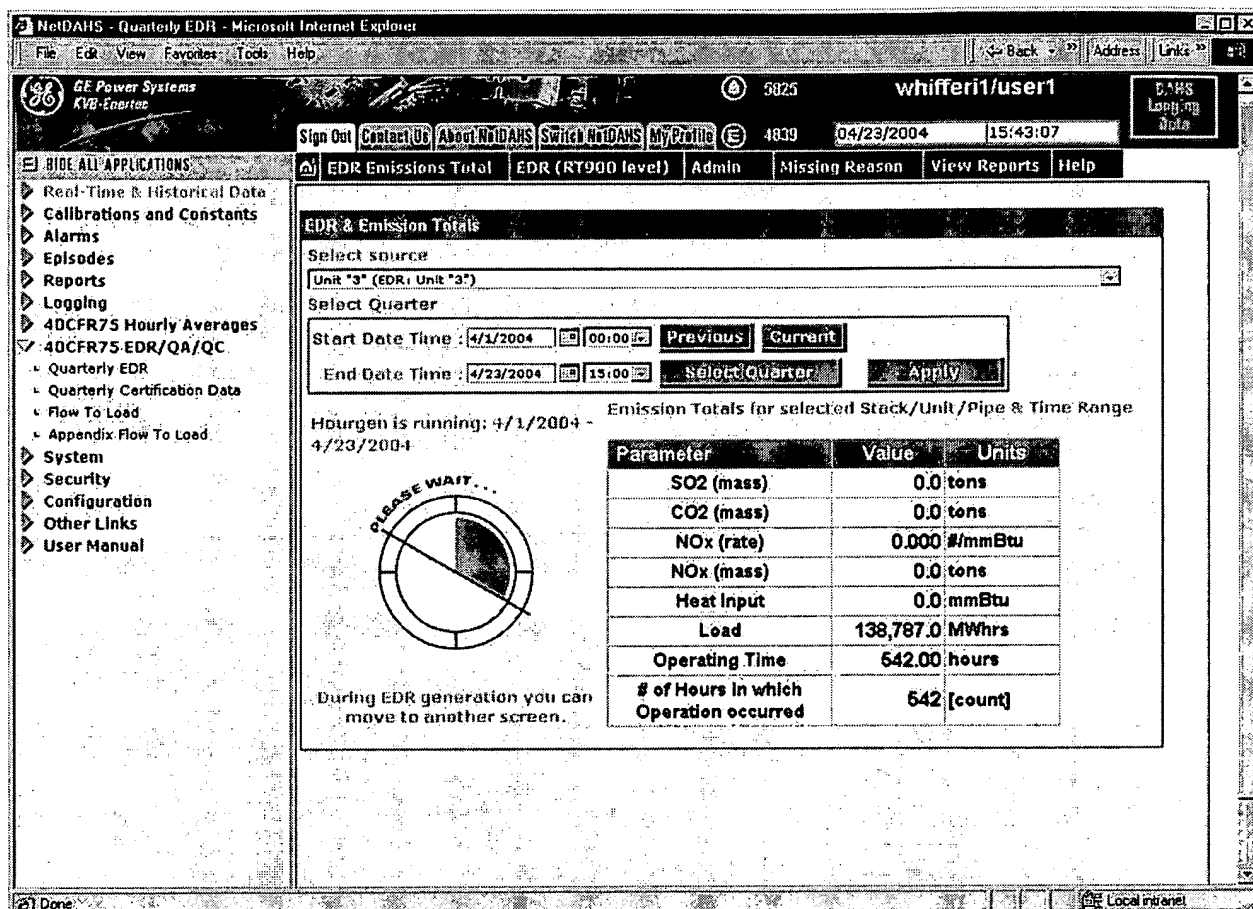 NetDAHS - Quarterly EDR - Microsoft Internet Explorer
File Edit View Favorites Tools Help
Back Address Links
GE Power Systems
KVB-Enertec
5825
whifferi1/user1
DAHS
Logging
Data
Sign Out Contact Us About NetDAHS Switch NetDAHS My Profile 4839 04/23/2004 15:43:07
HIDE ALL APPLICATIONS
EDR Emissions Total EDR (RT900 level) Admin Missing Reason View Reports Help
Real-Time & Historical Data
Calibrations and Constants
Alarms
Episodes
Reports
Logging
40CFR75 Hourly Averages
40CFR75 EDR/QA/QC
Quarterly EDR
Quarterly Certification Data
Flow To Load
Appendix Flow To Load
System
Security
Configuration
Other Links
User Manual
EDR & Emission Totals
Select source
Unit "3" (EDR: Unit "3")
Select Quarter
Start Date Time : 4/1/2004 00:00 Previous Current
End Date Time : 4/23/2004 15:00 Select Quarter Apply
Hourgen is running: 4/1/2004 -
4/23/2004
PLEASE WAIT...
During EDR generation you can
move to another screen.
Emission Totals for selected Stack/Unit/Pipe & Time Range
Parameter Value Units
SO2 (mass) 0.0 tons
CO2 (mass) 0.0 tons
NOx (rate) 0.000 #/mmBtu
NOx (mass) 0.0 tons
Heat Input 0.0 mmBtu
Load 138,787.0 MWhrs
Operating Time 542.00 hours
# of Hours in which
Operation occurred 542 [count]
Done
Local intranet